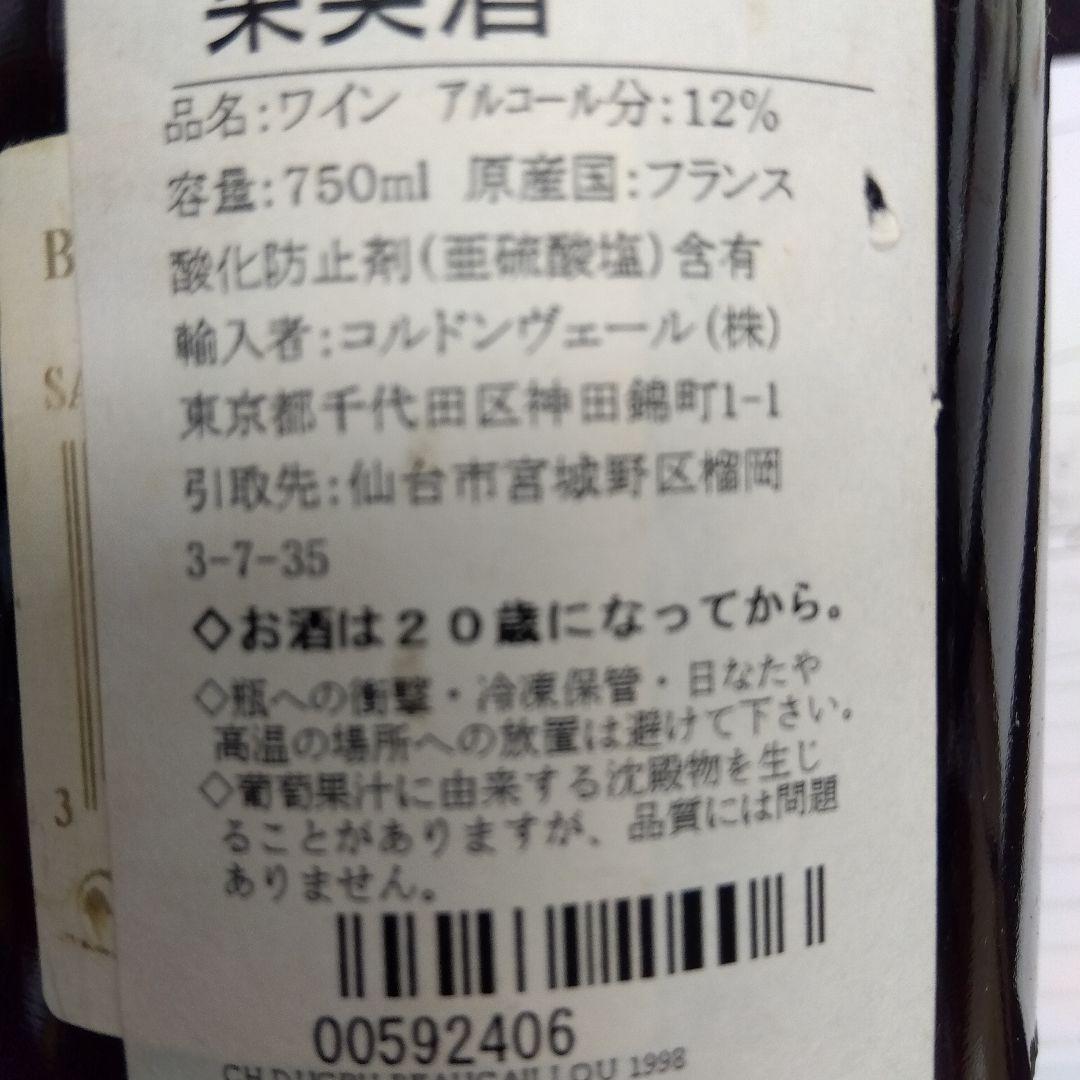 果実酒
品名:ワイン アルコール分:12%
容量:750ml 原産国:フランス
酸化防止剤(亜硫酸塩)含有
輸入者:コルドンヴェール(株)
東京都千代田区神田錦町1-1
引取先:仙台市宮城野区榴岡
3-7-35
◇お酒は20歳になってから。
◇瓶への衝撃・冷凍保管・日なたや
高温の場所への放置は避けて下さい。
◇葡萄果汁に由来する沈殿物を生じ
ることがありますが、品質には問題
ありません。
00592406
CH.DUCRU BEAUCAILLOU 1998
B
SA
3